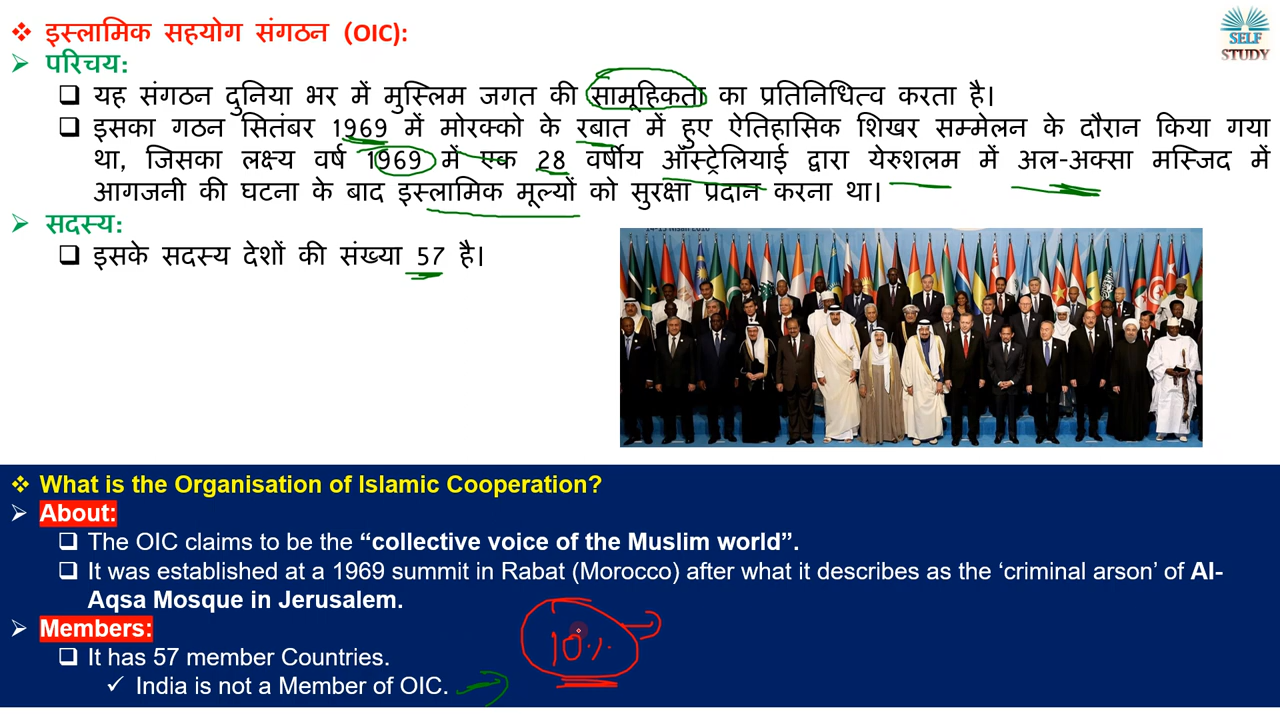 ❖ इस्लामिक सहयोग संगठन (OIC):
SELF
STUDY
➢ परिचय:
❑ यह संगठन दुनिया भर में मुस्लिम जगत की सामूहिकता का प्रतिनिधित्व करता है।
❑ इसका गठन सितंबर 1969 में मोरक्को के रबात में हुए ऐतिहासिक शिखर सम्मेलन के दौरान किया गया
था, जिसका लक्ष्य वर्ष 1969 में एक 28 वर्षीय ऑस्ट्रेलियाई द्वारा येरुशलम में अल-अक्सा मस्जिद में
आगजनी की घटना के बाद इस्लामिक मूल्यों को सुरक्षा प्रदान करना था।
➢ सदस्य:
❑ इसके सदस्य देशों की संख्या 57 है।
❖ What is the Organisation of Islamic Cooperation?
➢ About:
❑ The OIC claims to be the “collective voice of the Muslim world”.
❑ It was established at a 1969 summit in Rabat (Morocco) after what it describes as the ‘criminal arson’ of Al-
Aqsa Mosque in Jerusalem.
➢ Members:
10%
❑ It has 57 member Countries.
✓ India is not a Member of OIC.